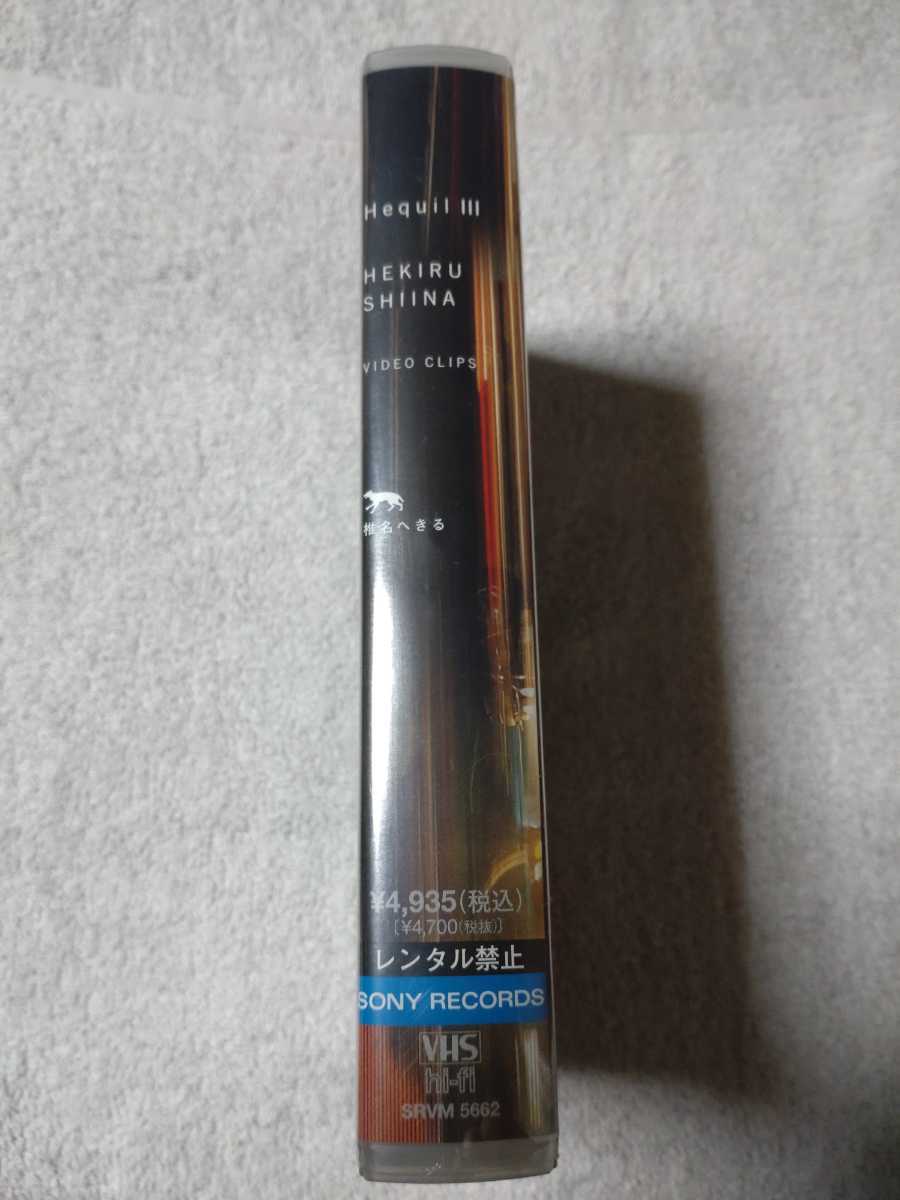 Hequil III
HEKIRU
SHIINA
VIDEO CLIPS
椎名へきる
¥4,935(税込)
[¥4,700(税抜)]
レンタル禁止
SONY RECORDS
VHS
hi-fi
SRVM 5662